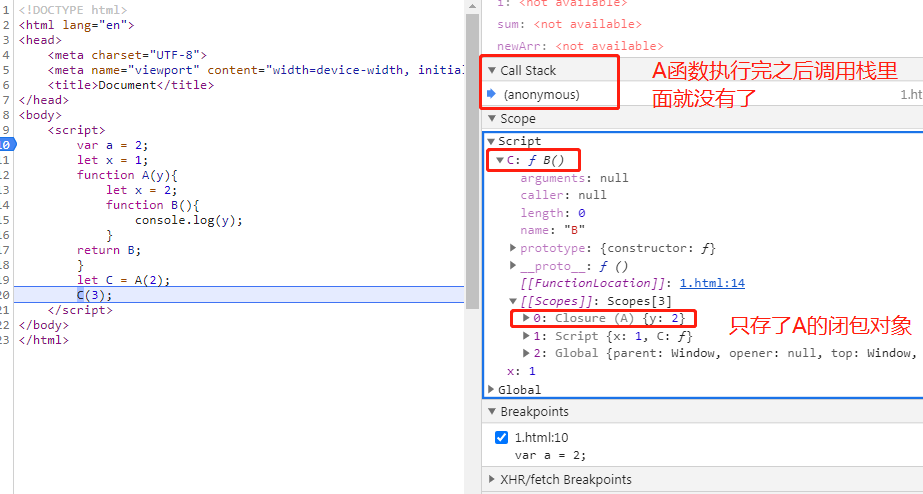 1 <!DOCTYPE html>
2 <html lang="en">
3 <head>
4 <meta charset="UTF-8">
5 <meta name="viewport" content="width=device-width, initial
6 <title>Document</title>
7 </head>
8 <body>
9 <script>
10 var a = 2;
11 let x = 1;
12 function A(y){
13 let x = 2;
14 function B(){
15 console.log(y);
16 }
17 return B;
18 }
19 let C = A(2);
20 C(3);
21 </script>
22 </body>
23 </html>
i: <not available>
sum: <not available>
newArr: <not available>
▼ Call Stack
(anonymous) 1.ht
A函数执行完之后调用栈里
面就没有了
▼ Scope
▼ Script
▼ C: ƒ B()
arguments: null
caller: null
length: 0
name: "B"
▶ prototype: {constructor: ƒ}
▶ __proto__: ƒ ()
[[FunctionLocation]]: 1.html:14
▼ [[Scopes]]: Scopes[3]
▶ 0: Closure (A) {y: 2}
只存了A的闭包对象
▶ 1: Script {x: 1, C: ƒ}
▶ 2: Global {parent: Window, opener: null, top: Window,
x: 1
▶ Global
▼ Breakpoints
1.html:10
var a = 2;
▶ XHR/fetch Breakpoints